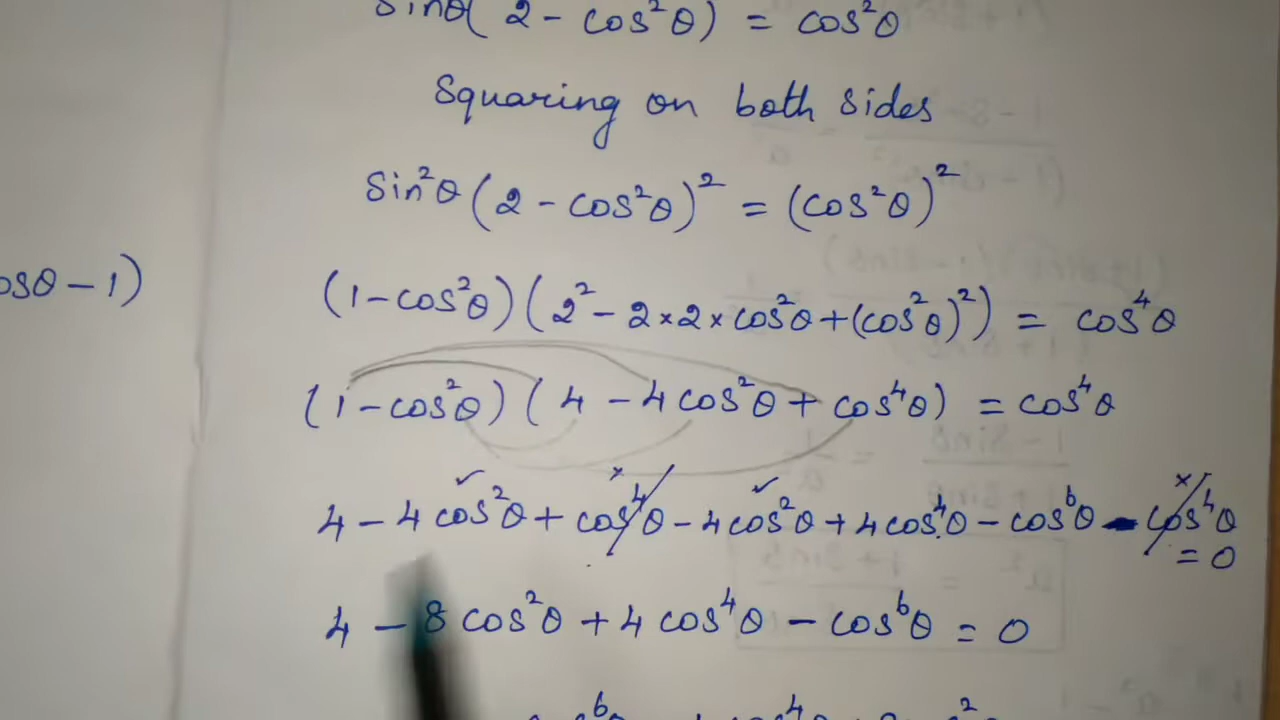 Sinθ(2 - cos²θ) = cos²θ
Squaring on both sides
Sin²θ(2 - cos²θ)² = (cos²θ)²
osθ - 1)
(1 - cos²θ)(2² - 2×2×cos²θ + (cos²θ)²) = cos⁴θ
(1 - cos²θ)(4 - 4cos²θ + cos⁴θ) = cos⁴θ
4 - 4cos²θ + cos⁴θ - 4cos²θ + 4cos⁴θ - cos⁶θ - cos⁴θ
= 0
4 - 8cos²θ + 4cos⁴θ - cos⁶θ = 0